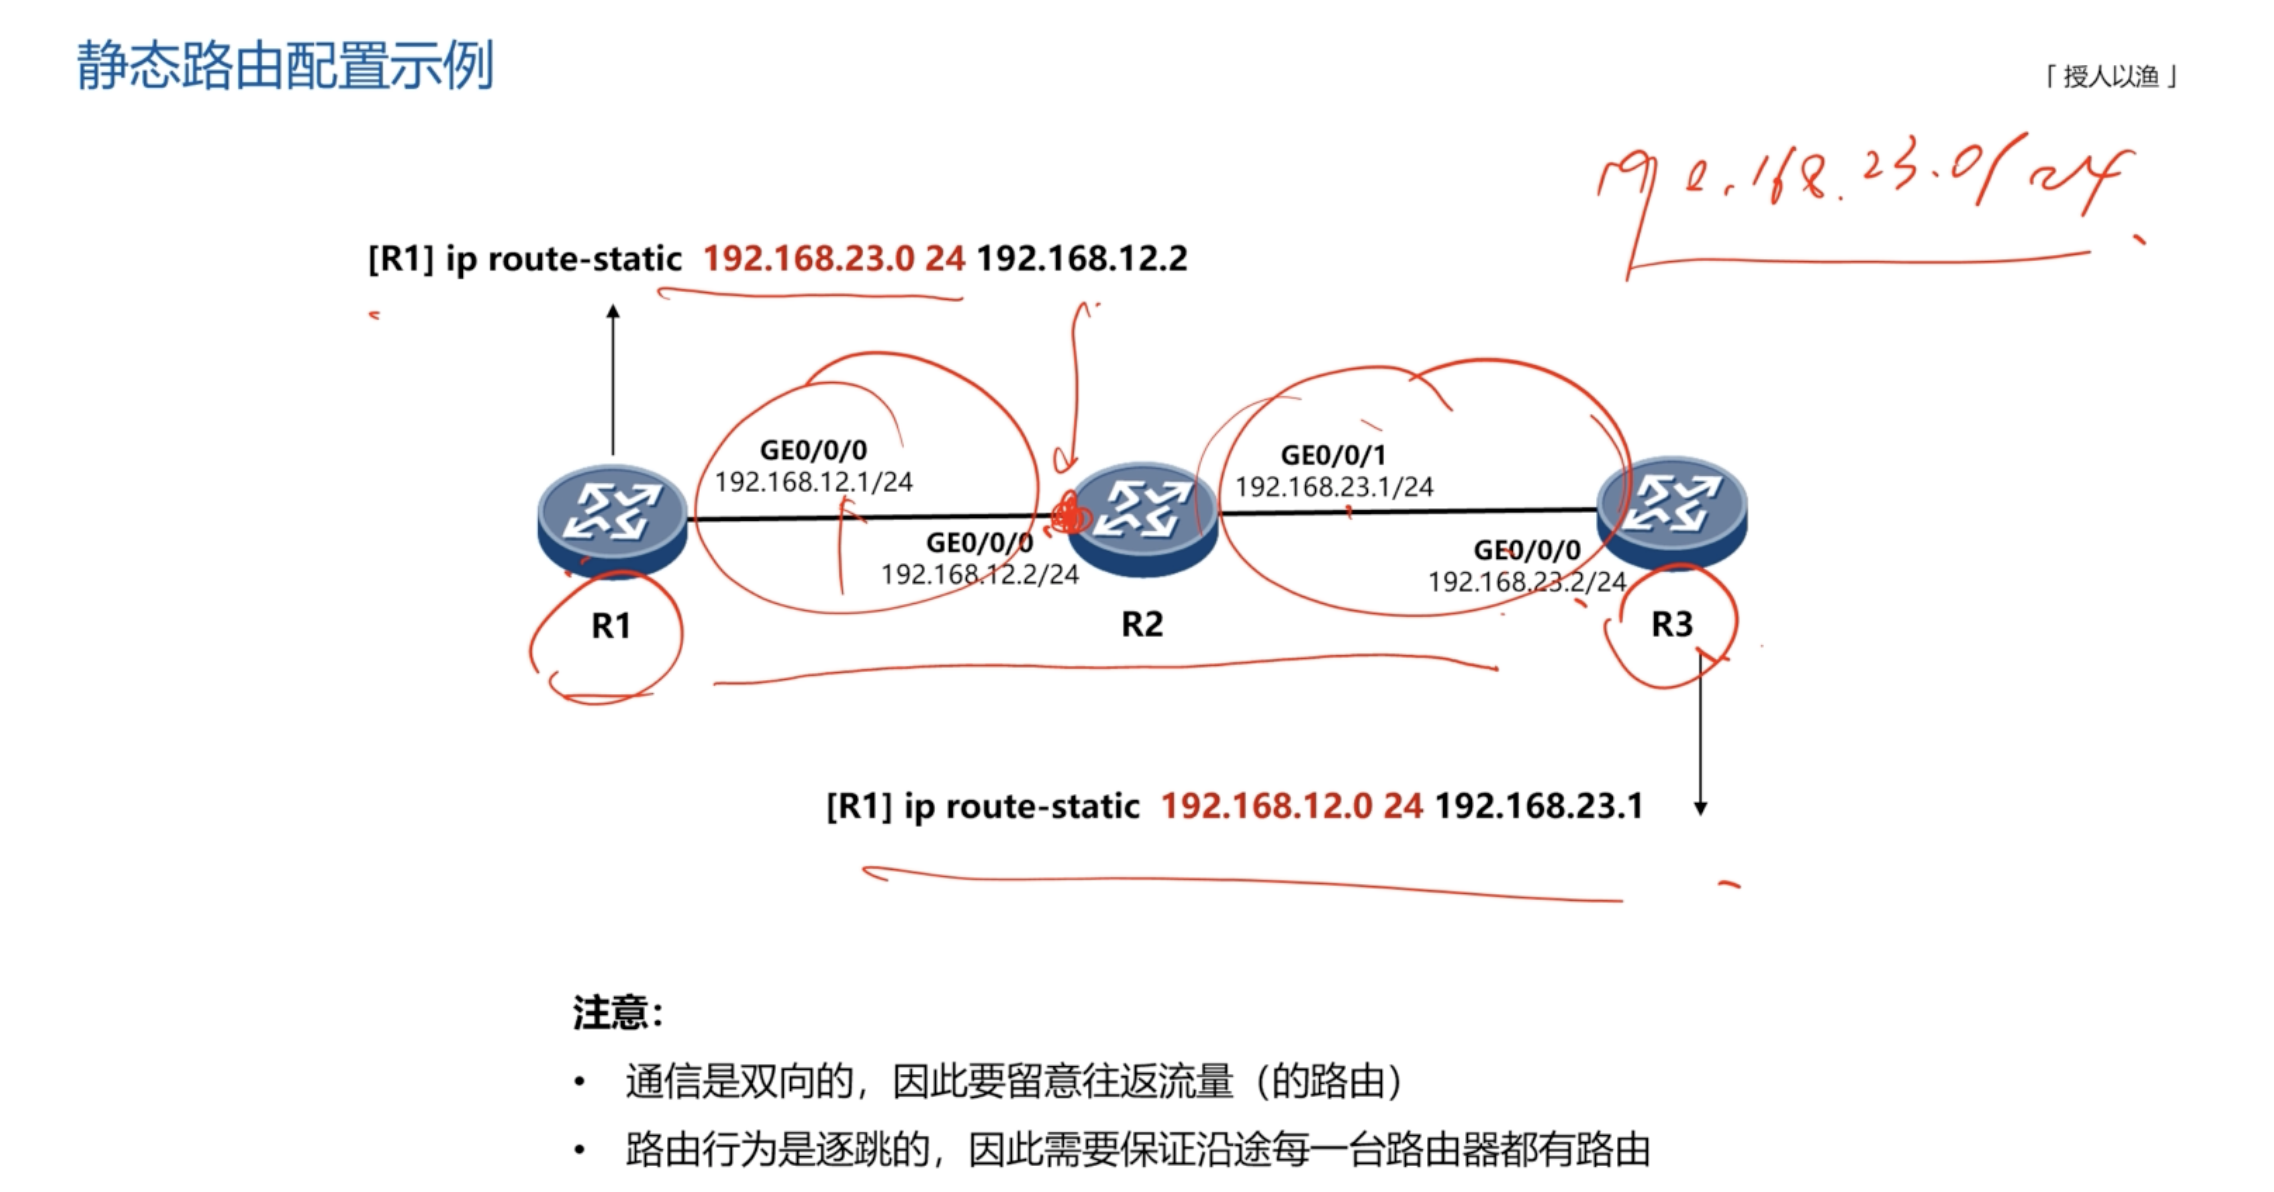 静态路由配置示例
「授人以渔」
192.168.23.0/24
[R1] ip route-static 192.168.23.0 24 192.168.12.2
GE0/0/0
192.168.12.1/24
GE0/0/1
192.168.23.1/24
GE0/0/0
192.168.12.2/24
GE0/0/0
192.168.23.2/24
R1
R2
R3
[R1] ip route-static 192.168.12.0 24 192.168.23.1
注意：
• 通信是双向的，因此要留意往返流量（的路由）
• 路由行为是逐跳的，因此需要保证沿途每一台路由器都有路由